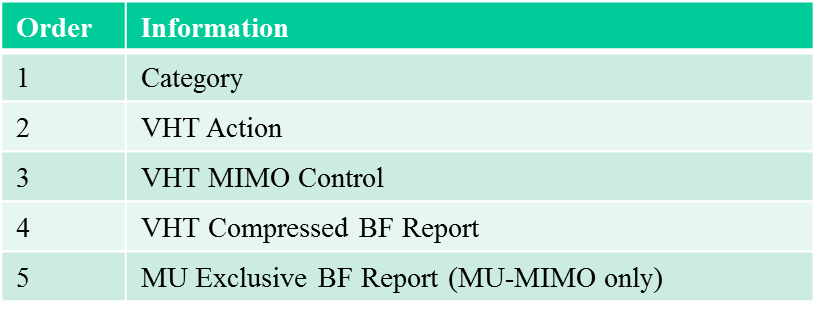 Order Information
1 Category
2 VHT Action
3 VHT MIMO Control
4 VHT Compressed BF Report
5 MU Exclusive BF Report (MU-MIMO only)